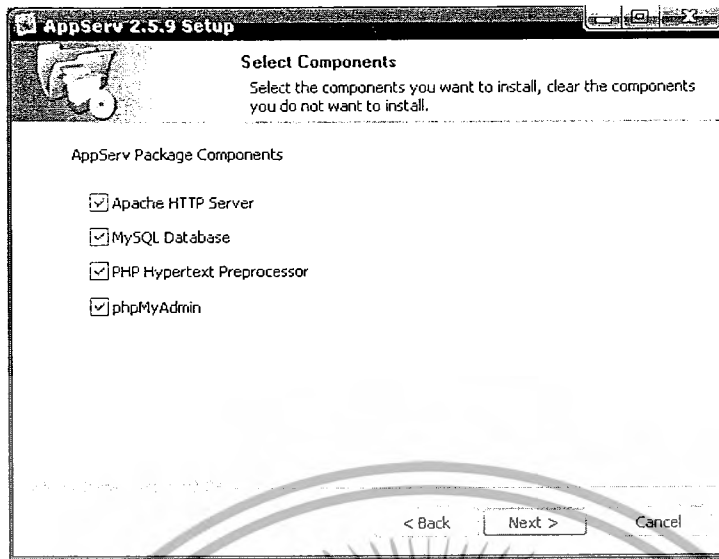 AppServ 2.5.9 Setup
Select Components
Select the components you want to install, clear the components
you do not want to install.
AppServ Package Components
Apache HTTP Server
MySQL Database
PHP Hypertext Preprocessor
phpMyAdmin
< Back
Next >
Cancel